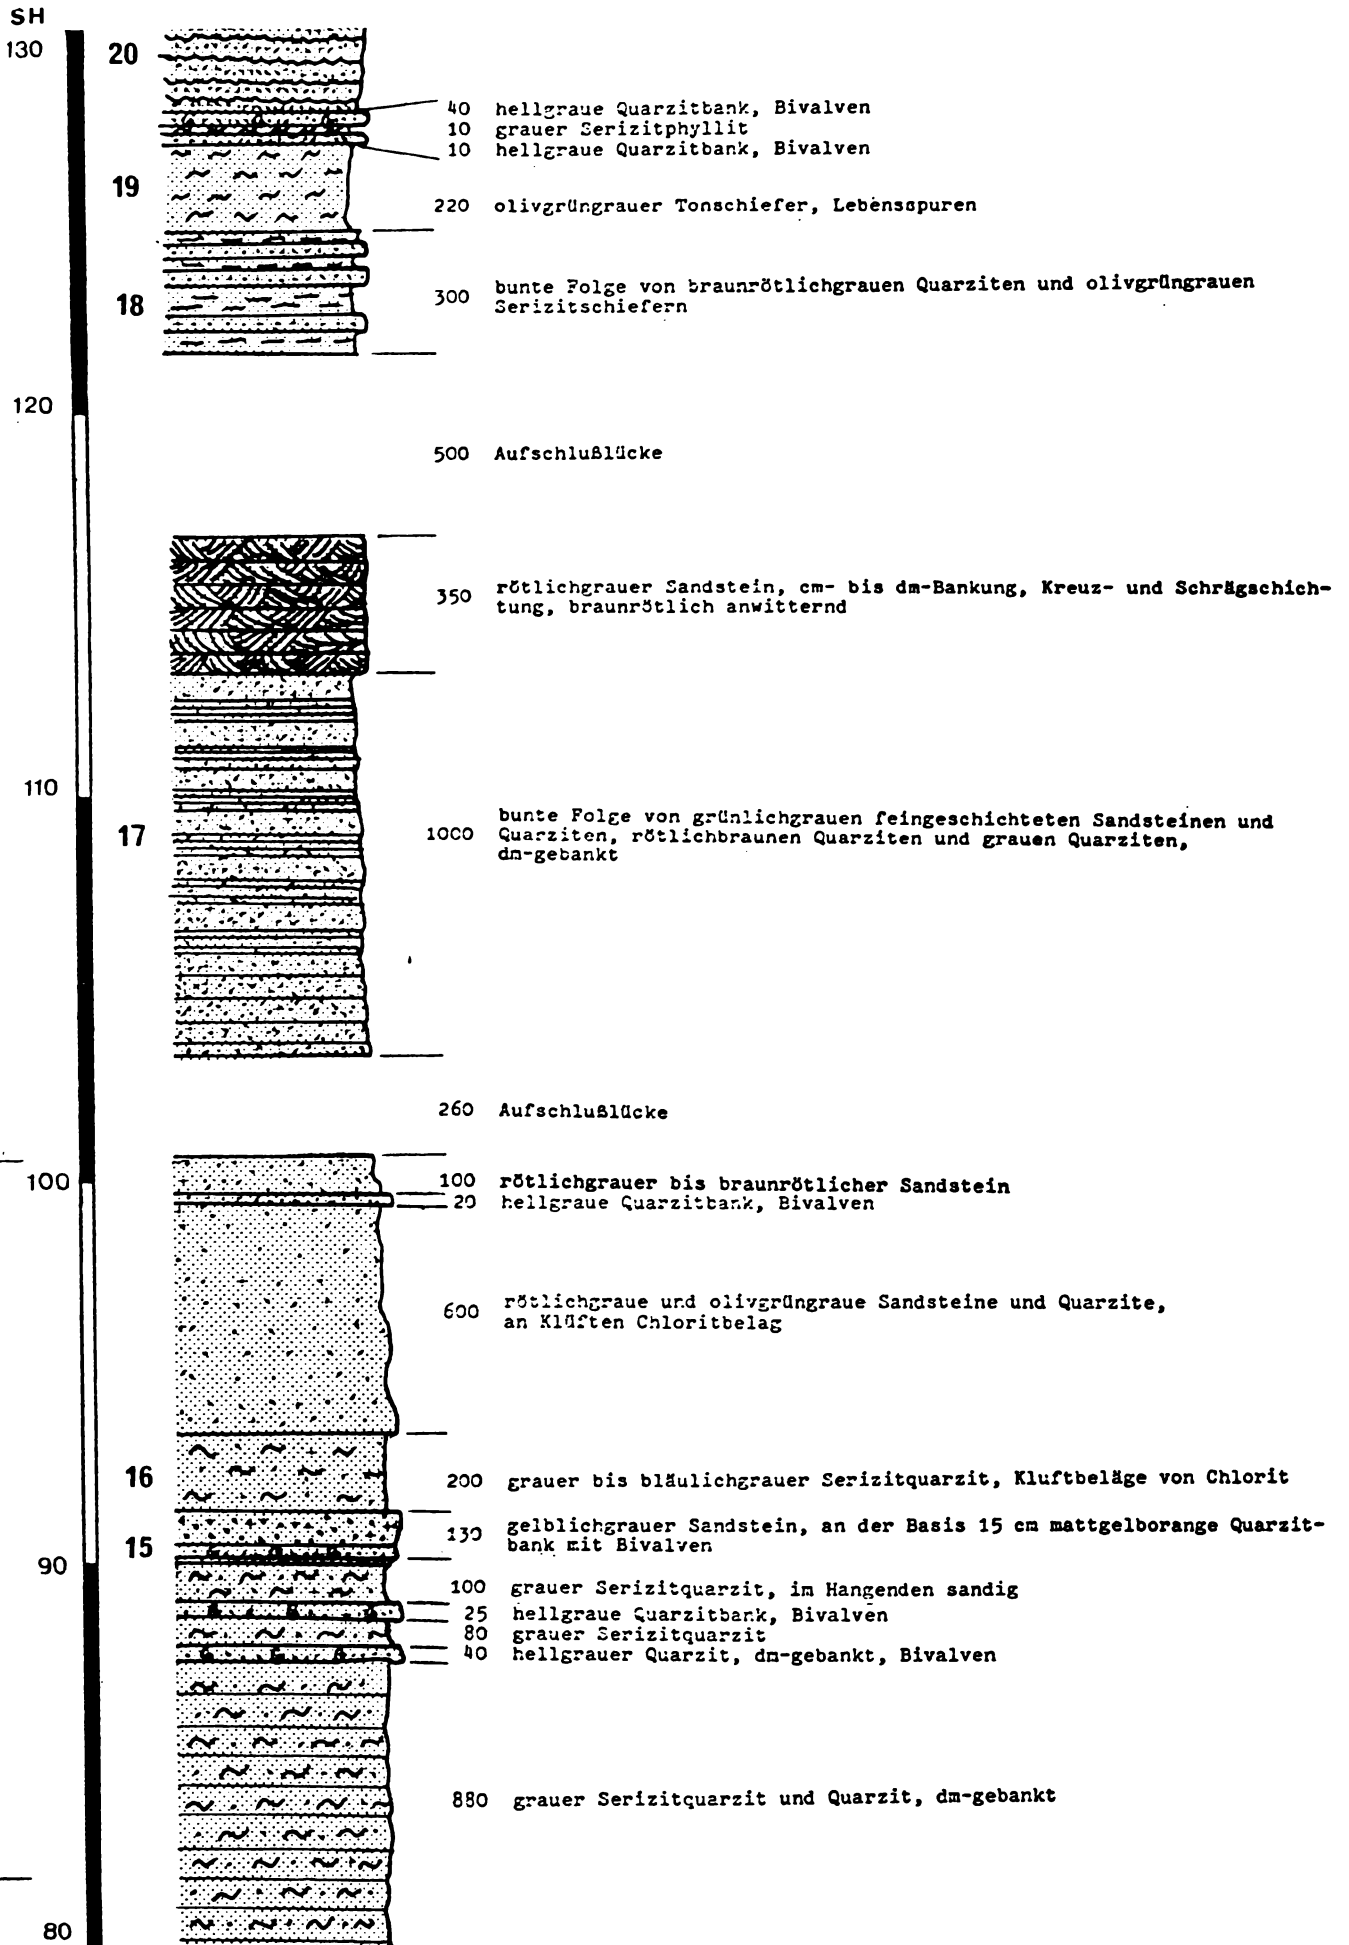 SH
130
20
40 hellgraue Quarzitbank, Bivalven
10 grauer Serizitphyllit
10 hellgraue Quarzitbank, Bivalven
19
220 olivgrüngrauer Tonschiefer, Lebensspuren
18
300 bunte Folge von braunrötlichgrauen Quarziten und olivgrüngrauen
Serizitschiefern
120
500 Aufschlußlücke
350 rötlichgrauer Sandstein, cm- bis dm-Bankung, Kreuz- und Schrägschich-
tung, braunrötlich anwitternd
110
17
1000 bunte Folge von grünlichgrauen feingeschichteten Sandsteinen und
Quarziten, rötlichbraunen Quarziten und grauen Quarziten,
dm-gebankt
260 Aufschlußlücke
100
100 rötlichgrauer bis braunrötlicher Sandstein
20 hellgraue Quarzitbank, Bivalven
600 rötlichgraue und olivgrüngraue Sandsteine und Quarzite,
an Klüften Chloritbelag
16
200 grauer bis bläulichgrauer Serizitquarzit, Kluftbeläge von Chlorit
15
130 gelblichgrauer Sandstein, an der Basis 15 cm mattgelborange Quarzit-
bank mit Bivalven
90
100 grauer Serizitquarzit, im Hangenden sandig
25 hellgraue Quarzitbank, Bivalven
80 grauer Serizitquarzit
40 hellgrauer Quarzit, dm-gebankt, Bivalven
880 grauer Serizitquarzit und Quarzit, dm-gebankt
80